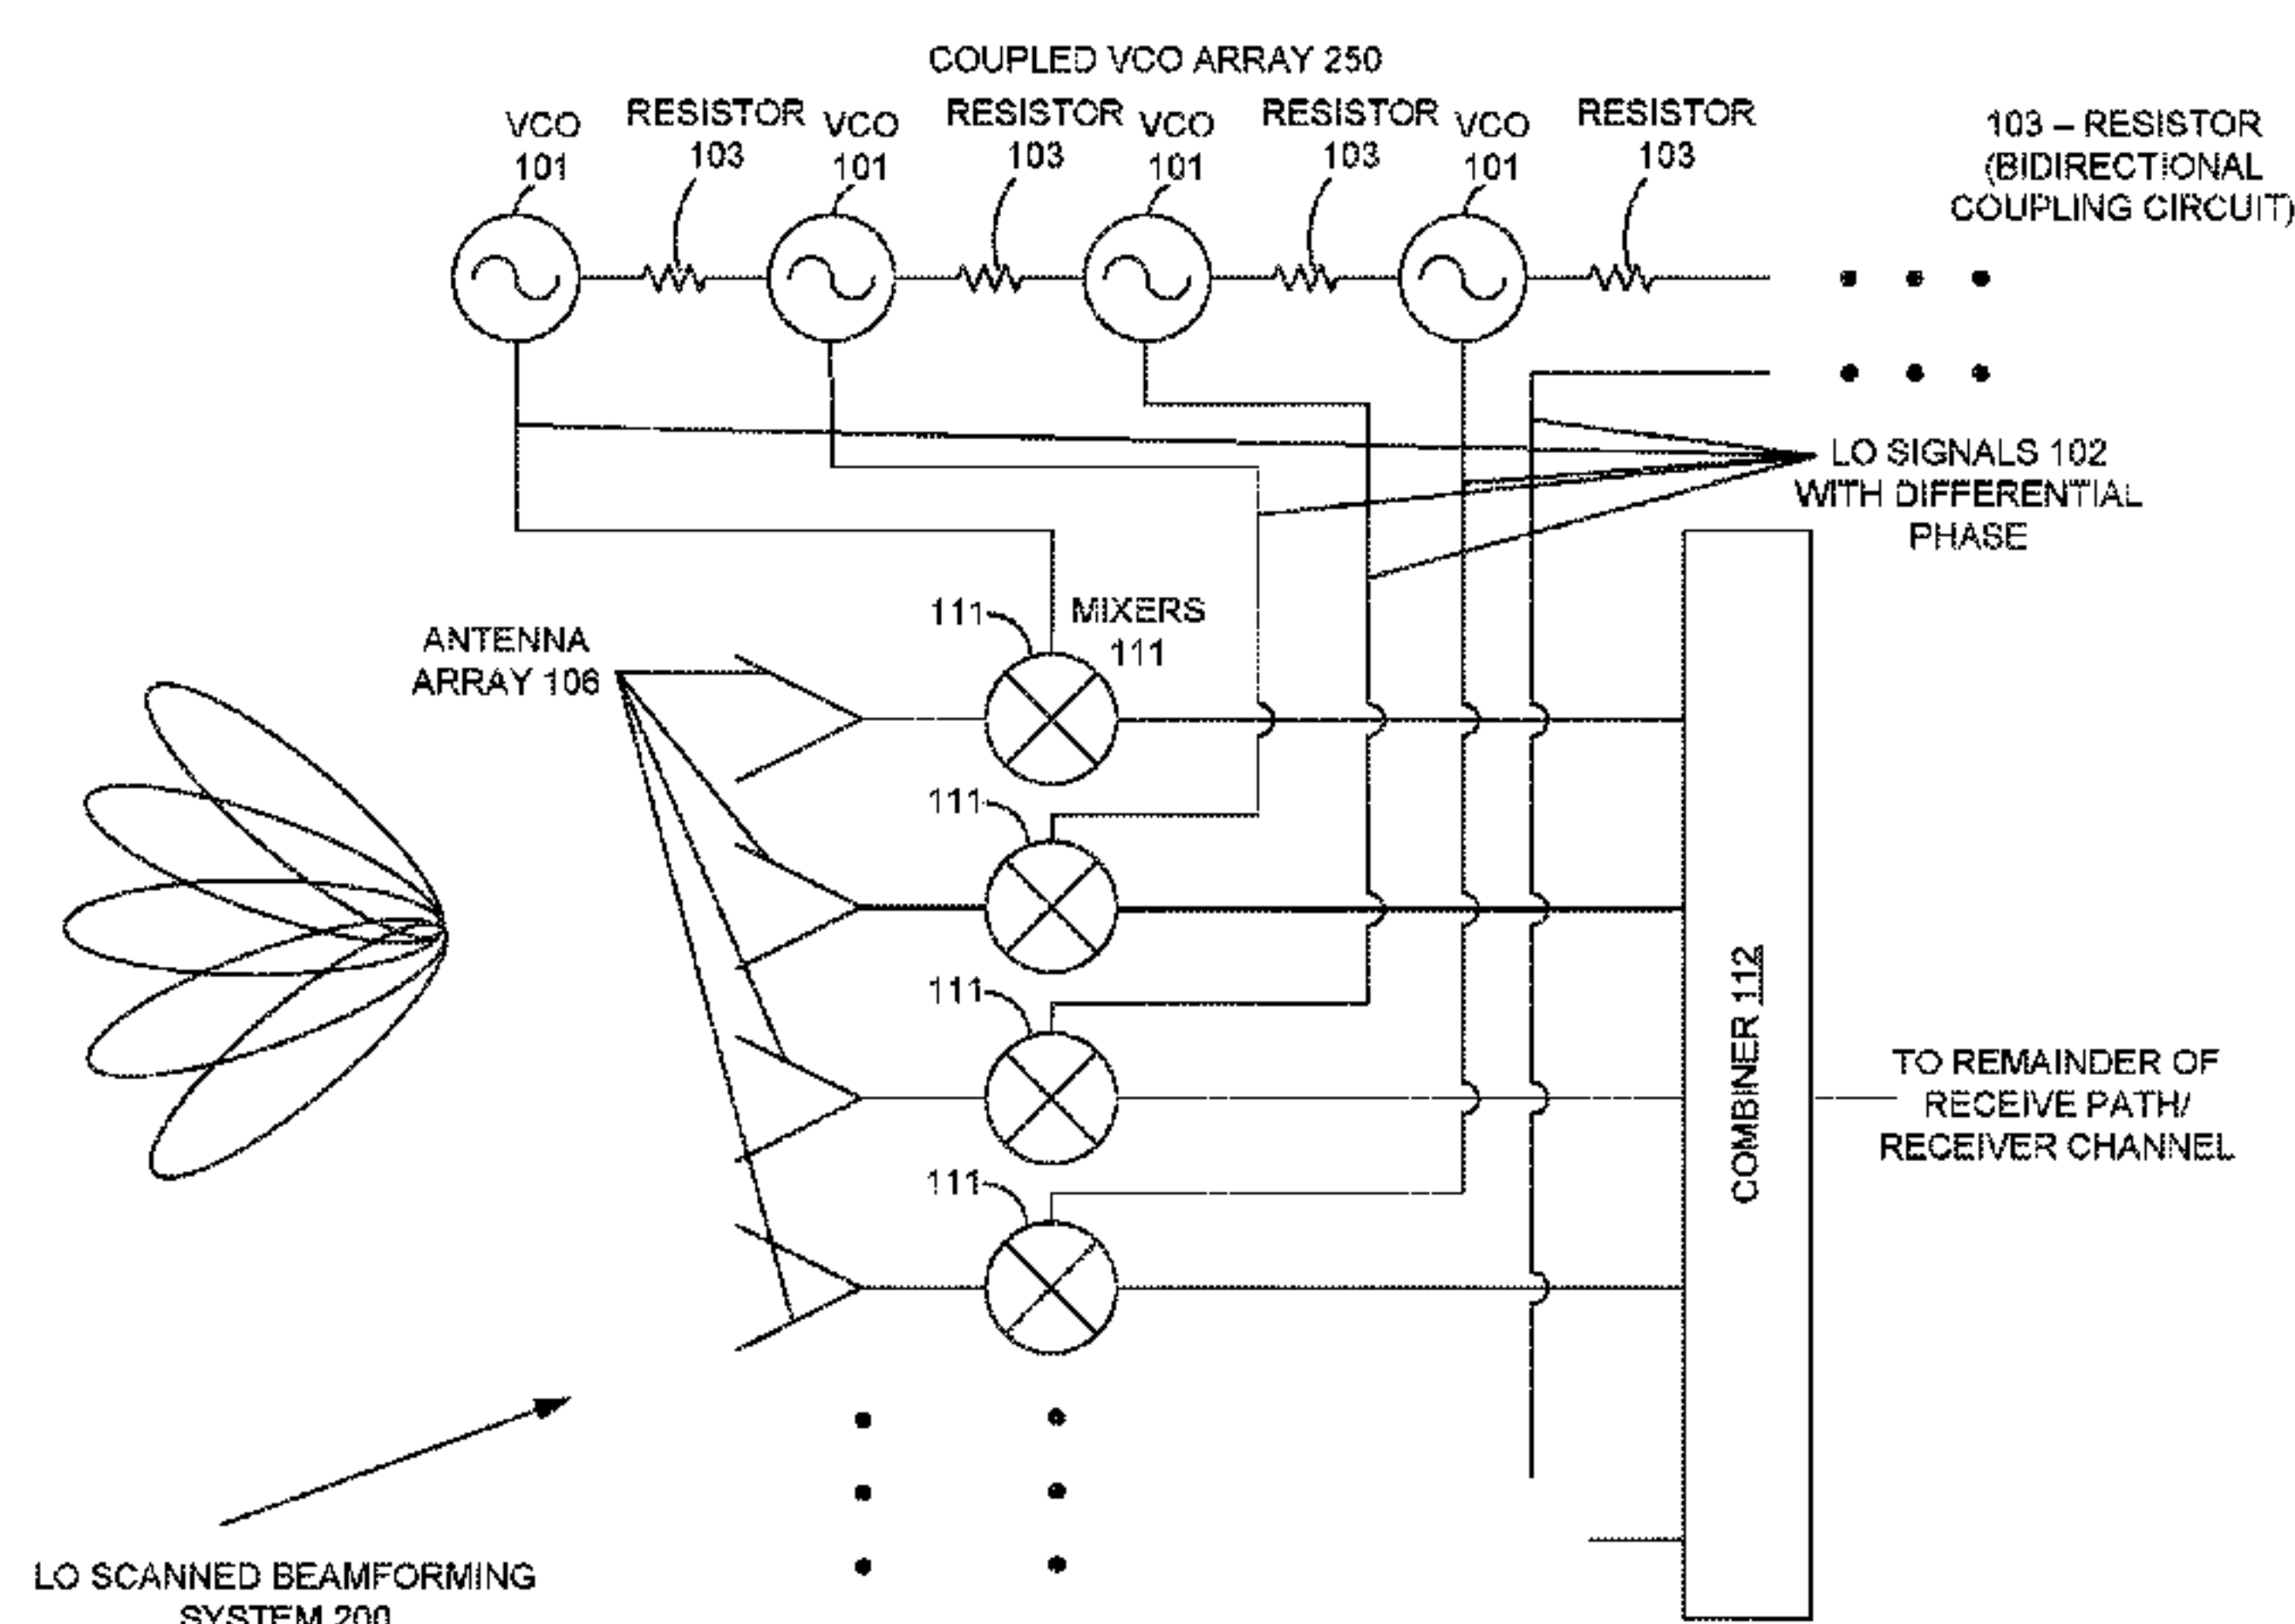 COUPLED VCO ARRAY 250
VCO
101
RESISTOR
103
VCO
101
RESISTOR
103
VCO
101
RESISTOR
103
VCO
101
RESISTOR
103
103 – RESISTOR
(BIDIRECTIONAL
COUPLING CIRCUIT)
LO SIGNALS 102
WITH DIFFERENTIAL
PHASE
ANTENNA
ARRAY 106
111
MIXERS
111
111
111
111
COMBINER 112
TO REMAINDER OF
RECEIVE PATH/
RECEIVER CHANNEL
LO SCANNED BEAMFORMING
SYSTEM 200